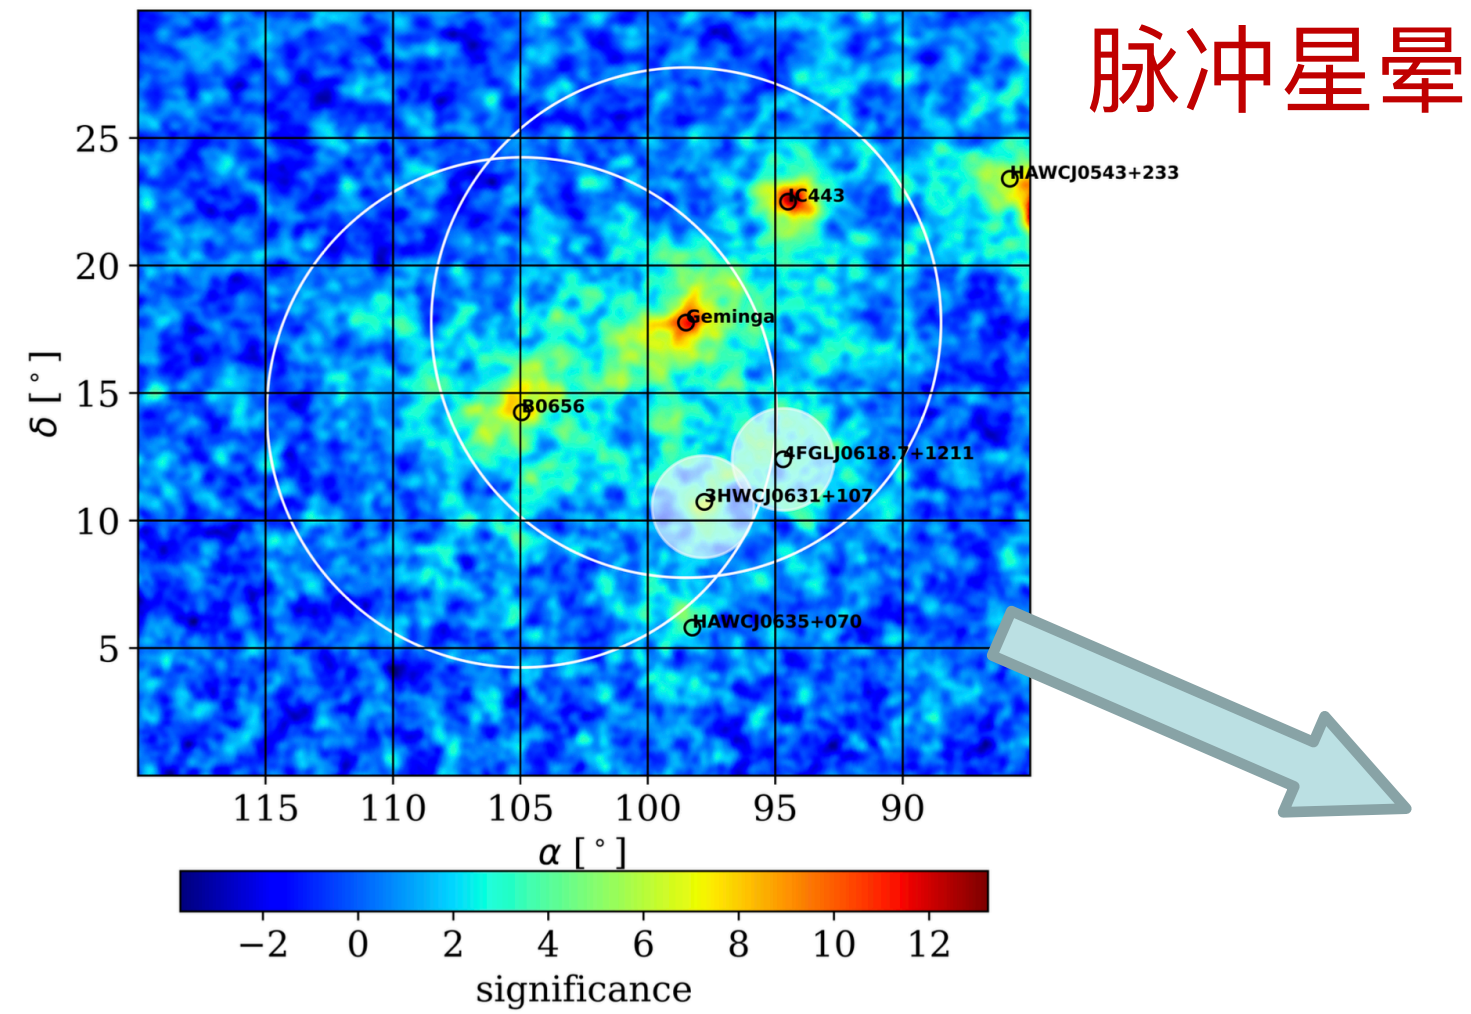 脉冲星晕
25
20
15
10
5
δ [°]
HAWCJ0543+233
IC443
Geminga
B0656
4FGLJ0618.7+1211
3HWCJ0631+107
HAWCJ0635+070
115 110 105 100 95 90
α [°]
−2 0 2 4 6 8 10 12
significance